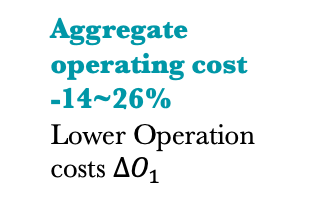 Aggregate
operating cost
-14~26%
Lower Operation
costs Δ𝑂₁